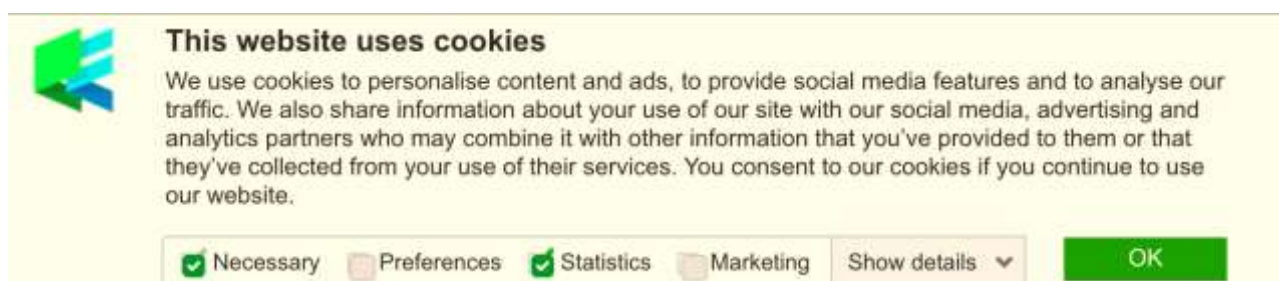 This website uses cookies
We use cookies to personalise content and ads, to provide social media features and to analyse our
traffic. We also share information about your use of our site with our social media, advertising and
analytics partners who may combine it with other information that you've provided to them or that
they've collected from your use of their services. You consent to our cookies if you continue to use
our website.
Necessary Preferences Statistics Marketing Show details OK